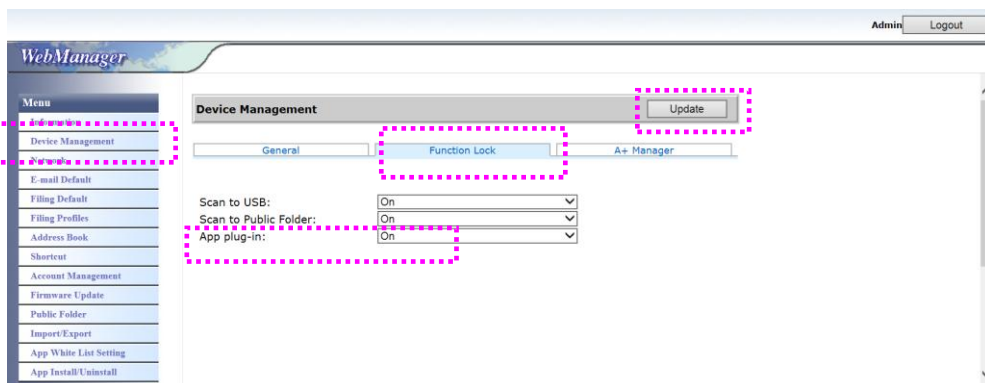 Admin Logout
WebManager
Menu
Information
Device Management
Network
E-mail Default
Filing Default
Filing Profiles
Address Book
Shortcut
Account Management
Firmware Update
Public Folder
Import/Export
App White List Setting
App Install/Uninstall
Device Management Update
General Function Lock A+ Manager
Scan to USB: On
Scan to Public Folder: On
App plug-in: On